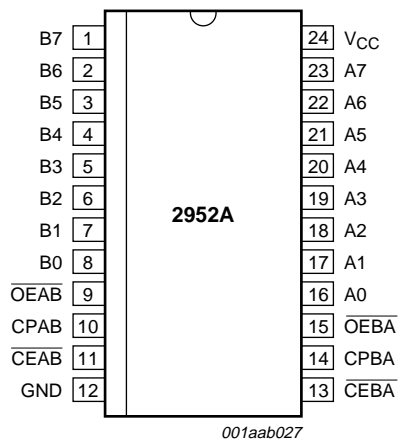 B7 1 24 VCC
B6 2 23 A7
B5 3 22 A6
B4 4 21 A5
B3 5 20 A4
B2 6 19 A3
2952A
B1 7 18 A2
B0 8 17 A1
OEAB 9 16 A0
CPAB 10 15 OEBA
CEAB 11 14 CPBA
GND 12 13 CEBA
001aab027